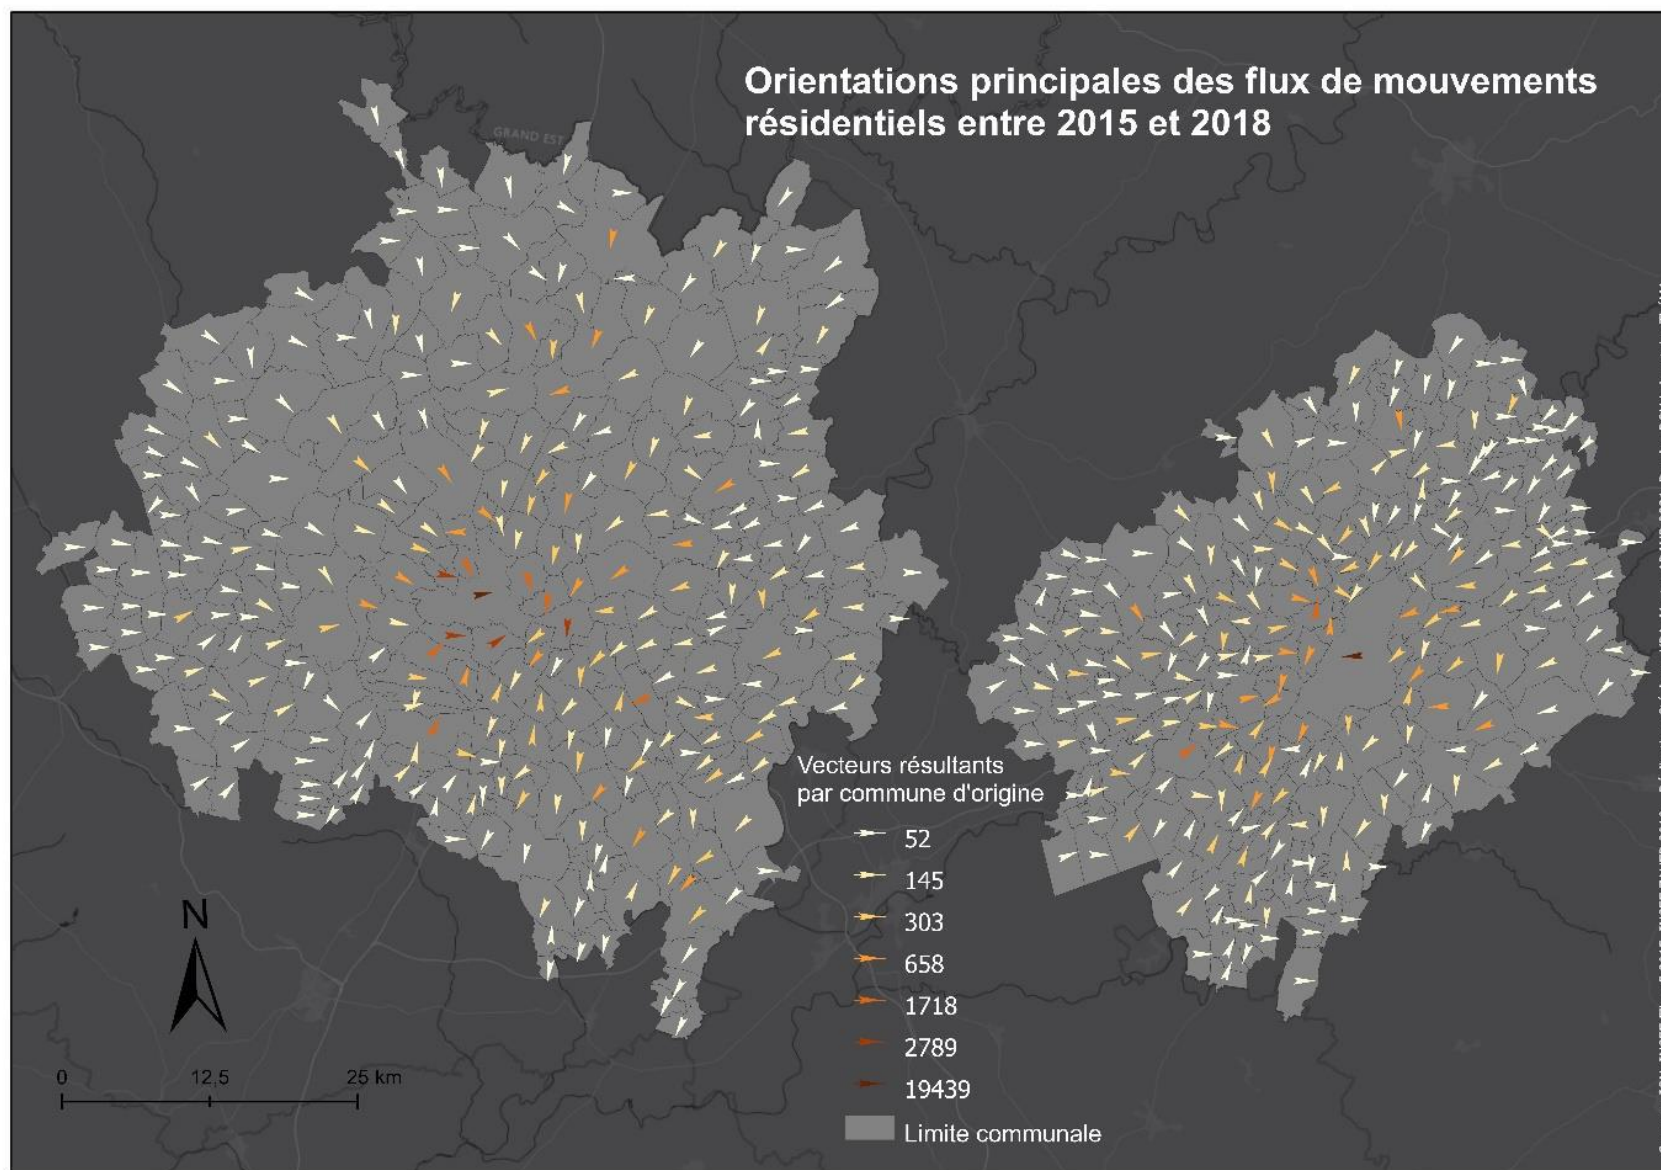 Orientations principales des flux de mouvements
résidentiels entre 2015 et 2018
GRAND EST
Vecteurs résultants
par commune d'origine
52
145
303
658
1718
2789
19439
Limite communale
N
0 12,5 25 km